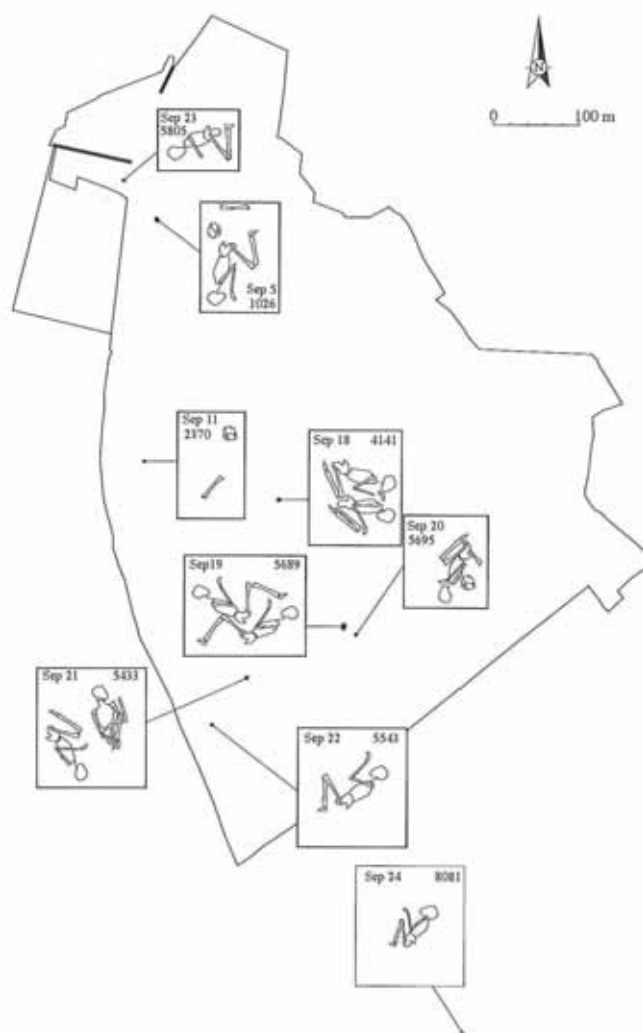 N
0 100 m
Sep 23
5805
Sep 5
1026
Sep 11
2370
Sep 18 4141
Sep 20
5695
Sep19 5689
Sep 21 5433
Sep 22 5543
Sep 24 8081